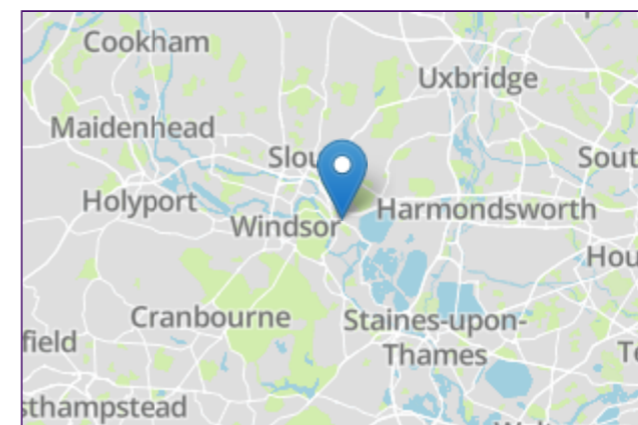 Cookham
Uxbridge
Maidenhead
Slou
Sout
Holyport
Harmondsworth
Windsor
Hou
Cranbourne
Staines-upon-
Thames
field
Te
sthampstead